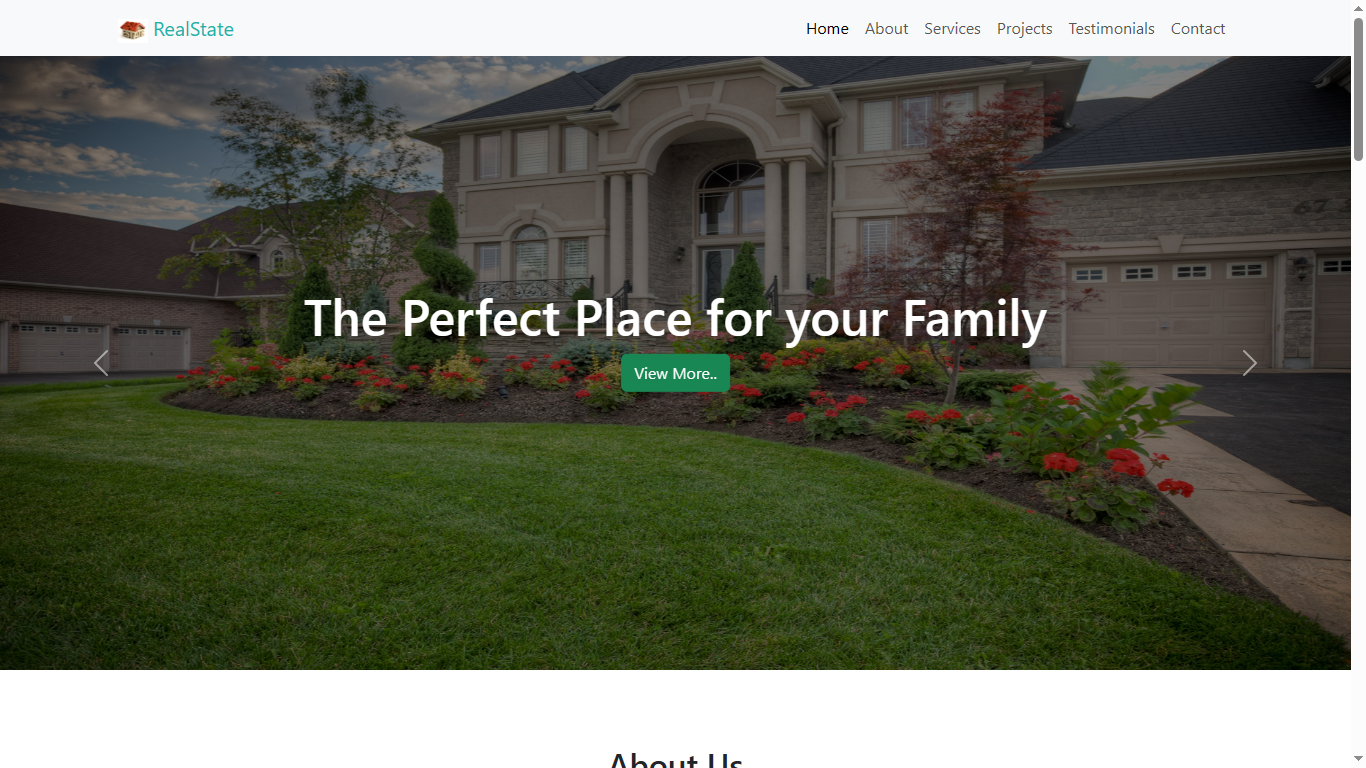 RealState
Home About Services Projects Testimonials Contact
The Perfect Place for your Family
View More..
About Us